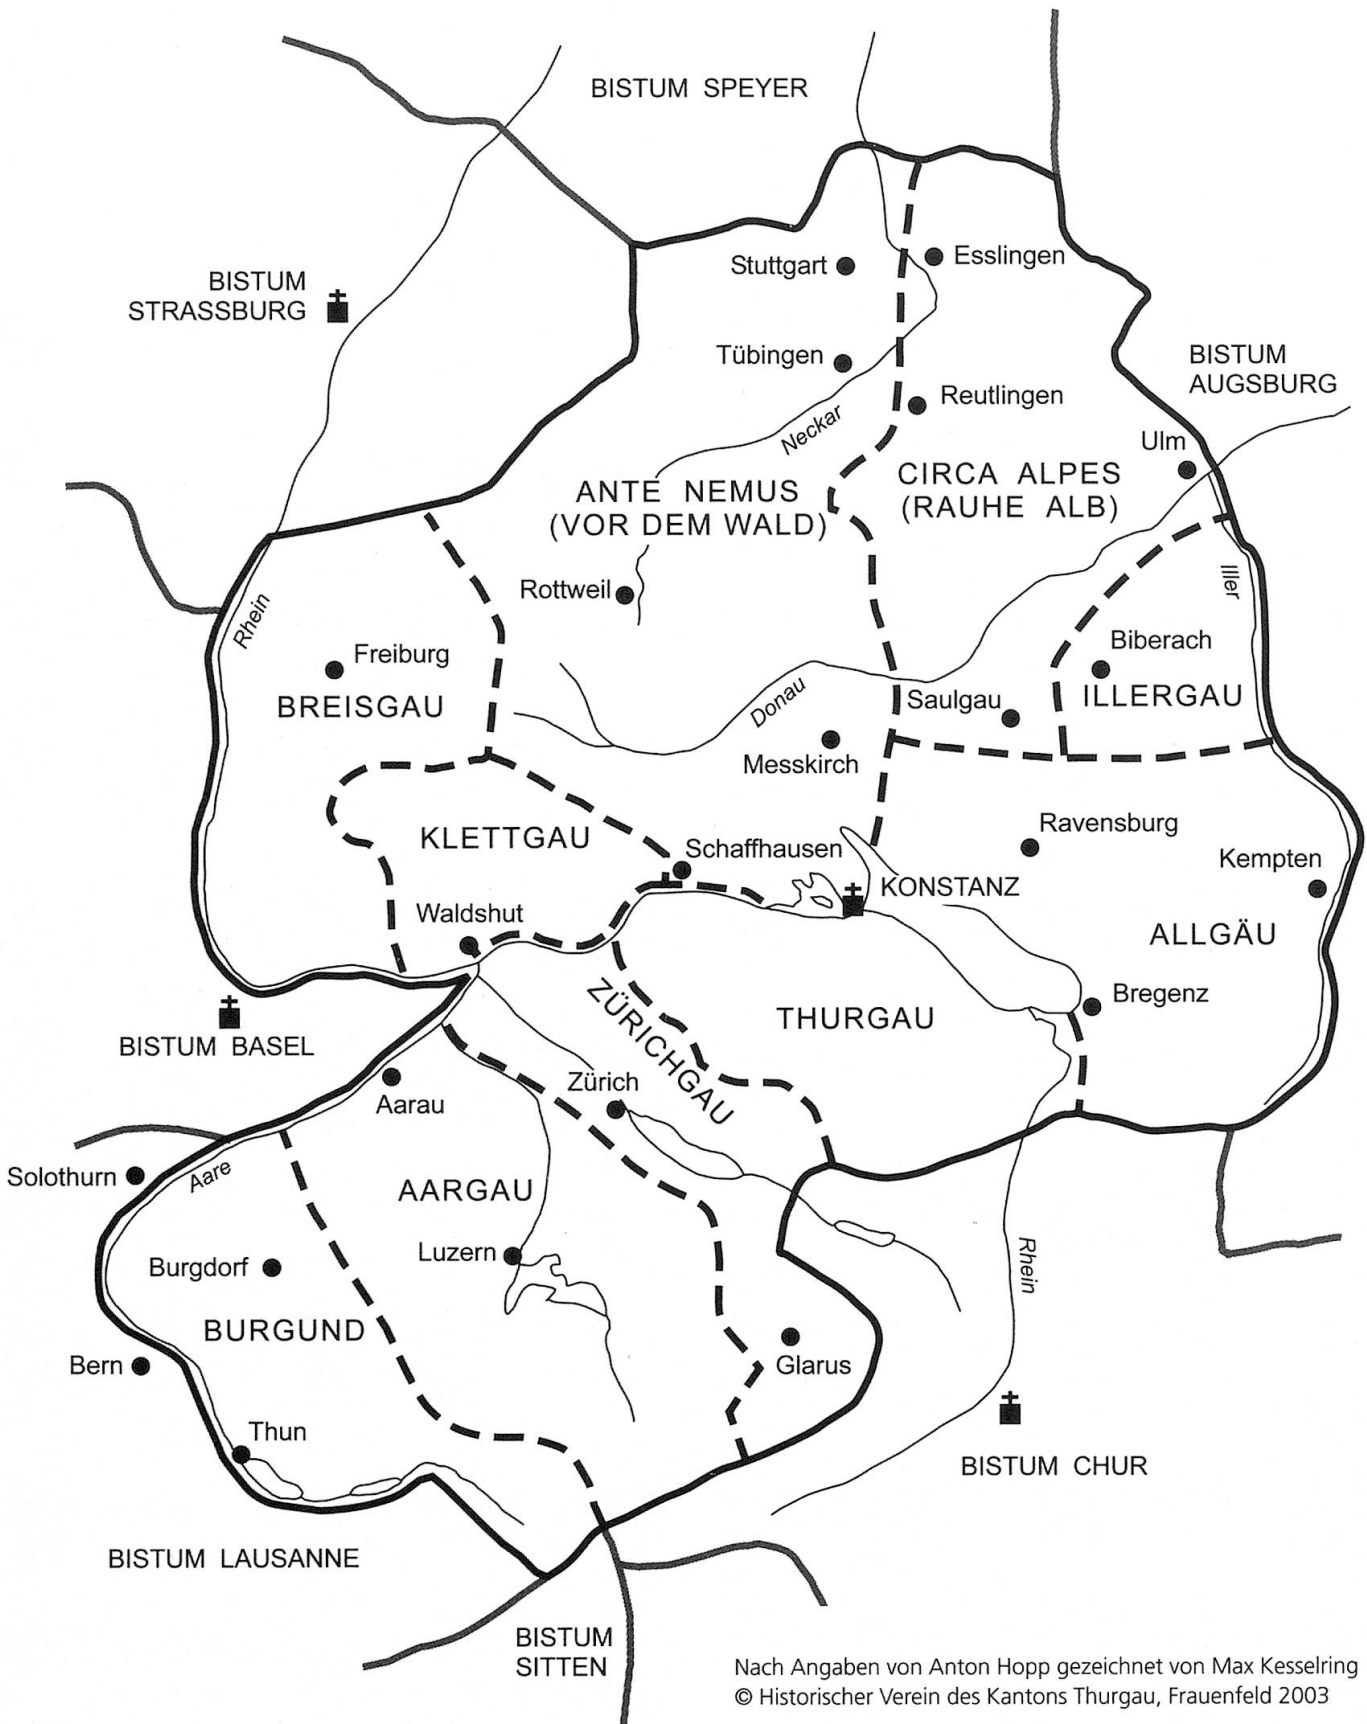 BISTUM SPEYER
BISTUM
STRASSBURG
Stuttgart
Esslingen
Tübingen
BISTUM
AUGSBURG
Reutlingen
Neckar
Ulm
ANTE NEMUS
(VOR DEM WALD)
CIRCA ALPES
(RAUHE ALB)
Rottweil
Rhein
Iller
Freiburg
BREISGAU
Biberach
ILLERGAU
Donau
Saulgau
Messkirch
KLETTGAU
Schaffhausen
Ravensburg
Kempten
KONSTANZ
Waldshut
ALLGÄU
Bregenz
THURGAU
ZÜRICHGAU
BISTUM BASEL
Zürich
Aarau
Solothurn
Aare
AARGAU
Luzern
Burgdorf
Rhein
BURGUND
Bern
Glarus
Thun
BISTUM CHUR
BISTUM LAUSANNE
BISTUM
SITTEN
Nach Angaben von Anton Hopp gezeichnet von Max Kesselring
© Historischer Verein des Kantons Thurgau, Frauenfeld 2003